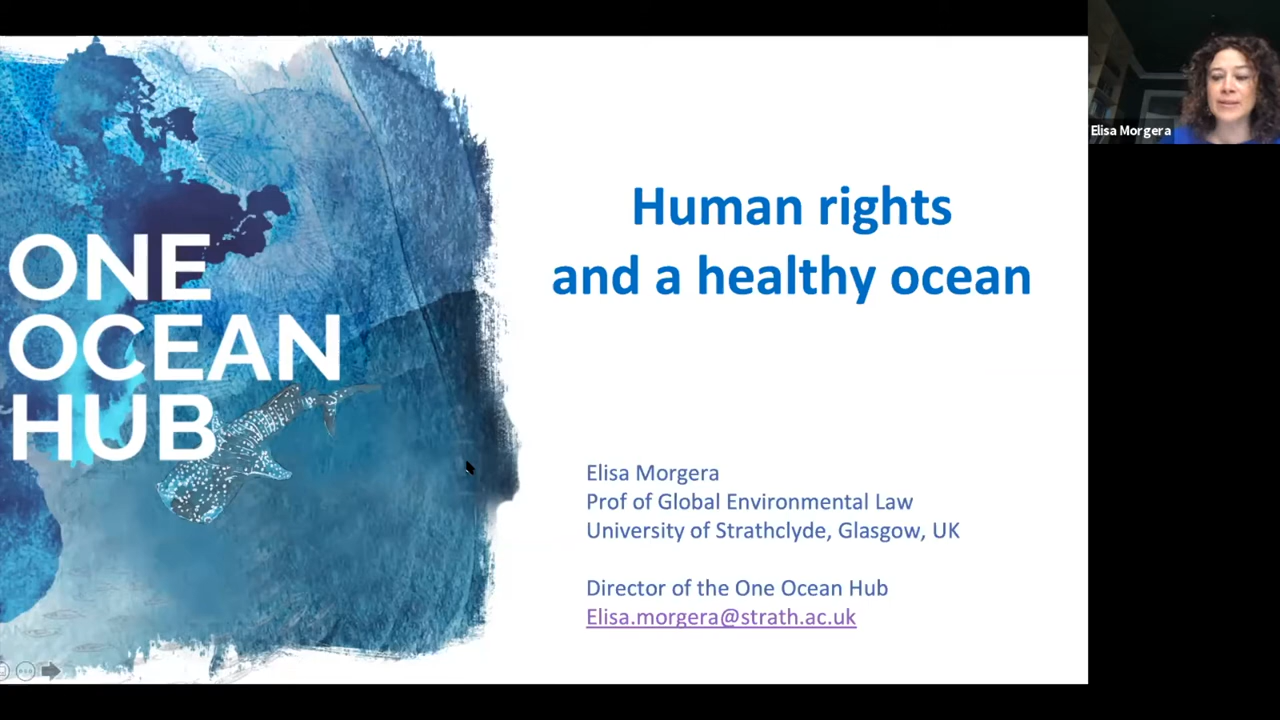 ONE
OCEAN
HUB
Human rights
and a healthy ocean
Elisa Morgera
Prof of Global Environmental Law
University of Strathclyde, Glasgow, UK
Director of the One Ocean Hub
Elisa.morgera@strath.ac.uk
Elisa Morgera